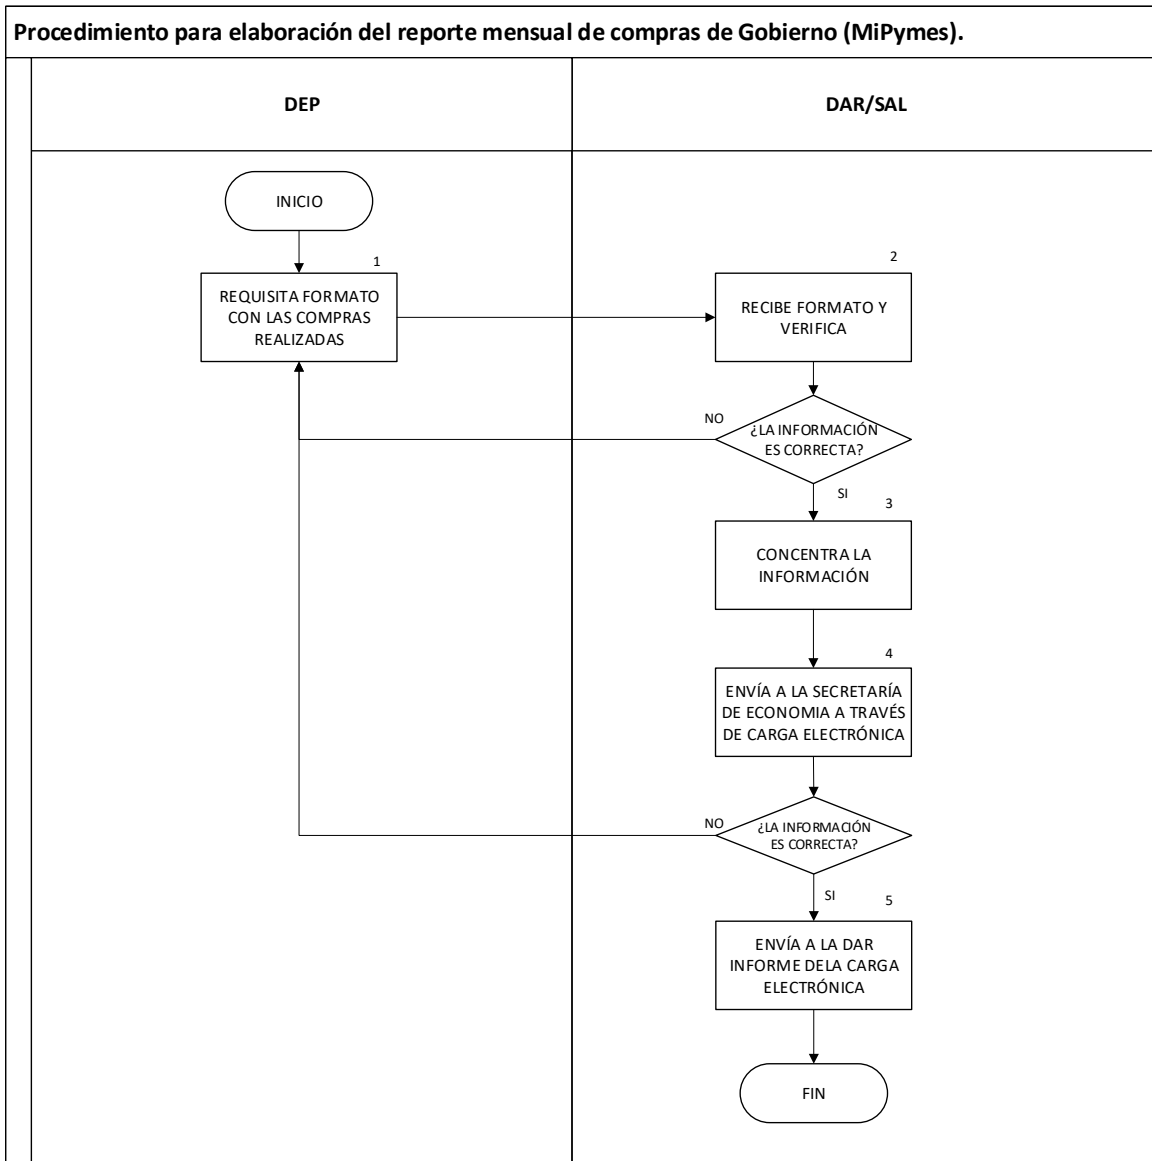 Procedimiento para elaboración del reporte mensual de compras de Gobierno (MiPymes).
DEP
DAR/SAL
INICIO
1
REQUISITA FORMATO
CON LAS COMPRAS
REALIZADAS
2
RECIBE FORMATO Y
VERIFICA
NO
¿LA INFORMACIÓN
ES CORRECTA?
SI
3
CONCENTRA LA
INFORMACIÓN
4
ENVÍA A LA SECRETARÍA
DE ECONOMIA A TRAVÉS
DE CARGA ELECTRÓNICA
NO
¿LA INFORMACIÓN
ES CORRECTA?
SI
5
ENVÍA A LA DAR
INFORME DELA CARGA
ELECTRÓNICA
FIN